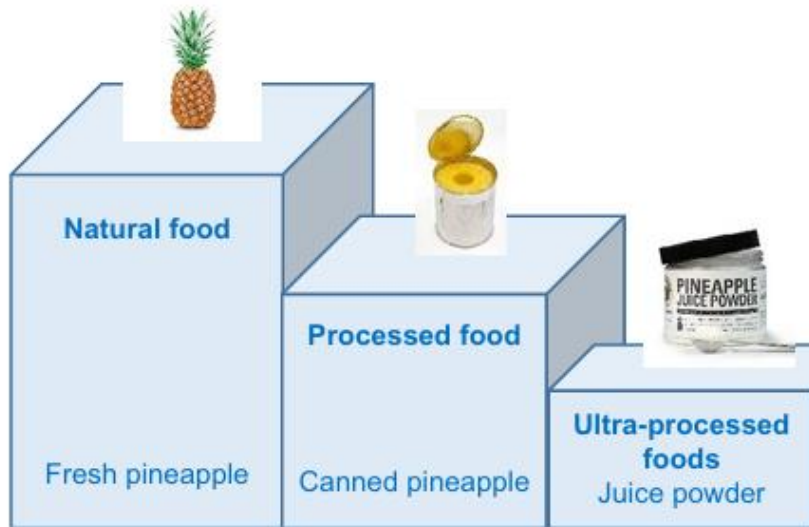 Natural food
Fresh pineapple
Processed food
Canned pineapple
PINEAPPLE
JUICE POWDER
Ultra-processed
foods
Juice powder